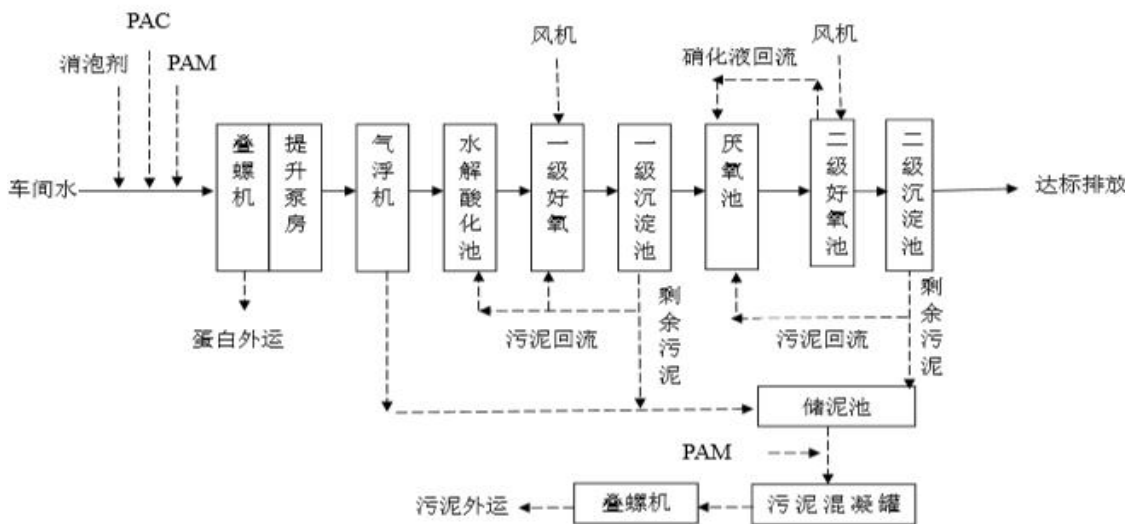 PAC
消泡剂
PAM
风机
硝化液回流
风机
车间水
叠螺机
提升泵房
气浮机
水解酸化池
一级好氧
一级沉淀池
厌氧池
二级好氧池
二级沉淀池
达标排放
蛋白外运
污泥回流
剩余污泥
污泥回流
剩余污泥
储泥池
PAM
污泥外运
叠螺机
污泥混凝罐